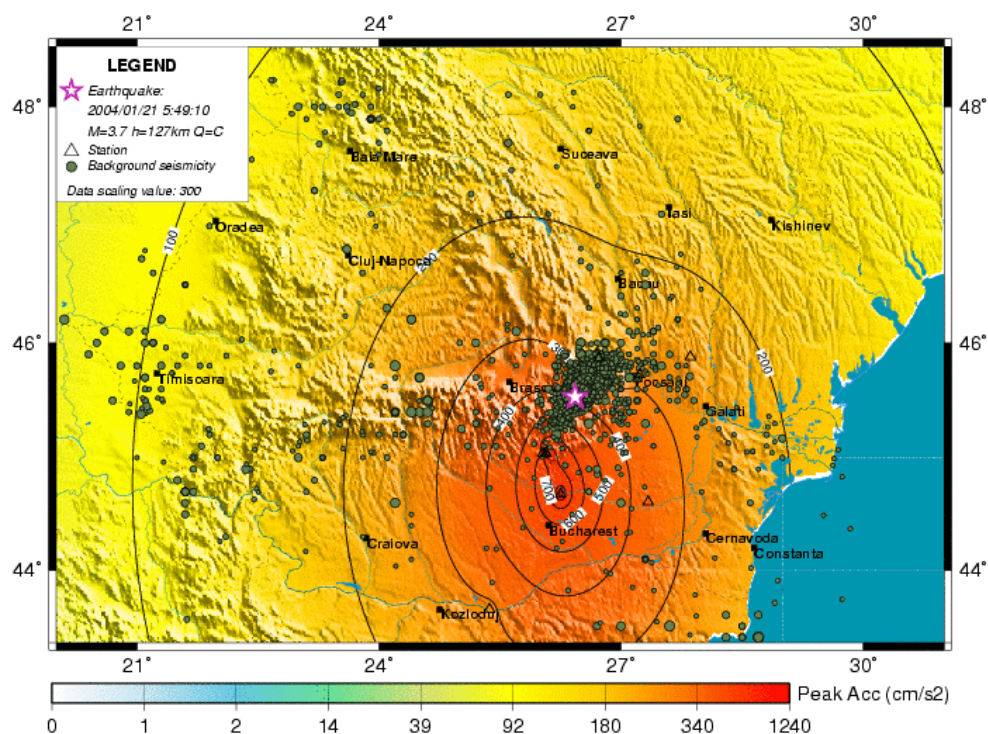 21° 24° 27° 30°
LEGEND
Earthquake:
2004/01/21 5:49:10
M=3.7 h=127km Q=C
Station
Background seismicity
Data scaling value: 300
48° 48°
Baia Mare
Suceava
Iasi
Oradea
Kishinev
100
Cluj-Napoca
200
Bacau
46° 46°
200
Timisoara
Galati
400
700
500
600
Bucharest
Craiova
Cernavoda
Constanta
44° 44°
Kozloduj
21° 24° 27° 30°
Peak Acc (cm/s2)
0 1 2 14 39 92 180 340 1240